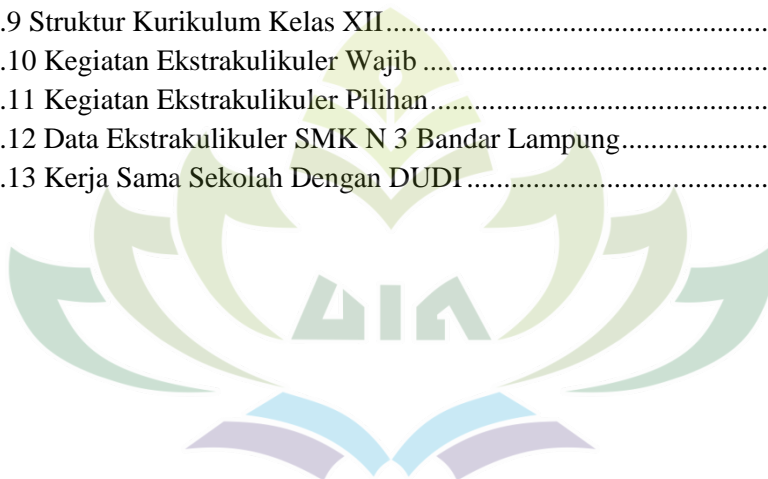 .9 Struktur Kurikulum Kelas XII.......................................................
.10 Kegiatan Ekstrakulikuler Wajib ..................................................
.11 Kegiatan Ekstrakulikuler Pilihan.................................................
.12 Data Ekstrakulikuler SMK N 3 Bandar Lampung.....................
.13 Kerja Sama Sekolah Dengan DUDI ...........................................
UIN